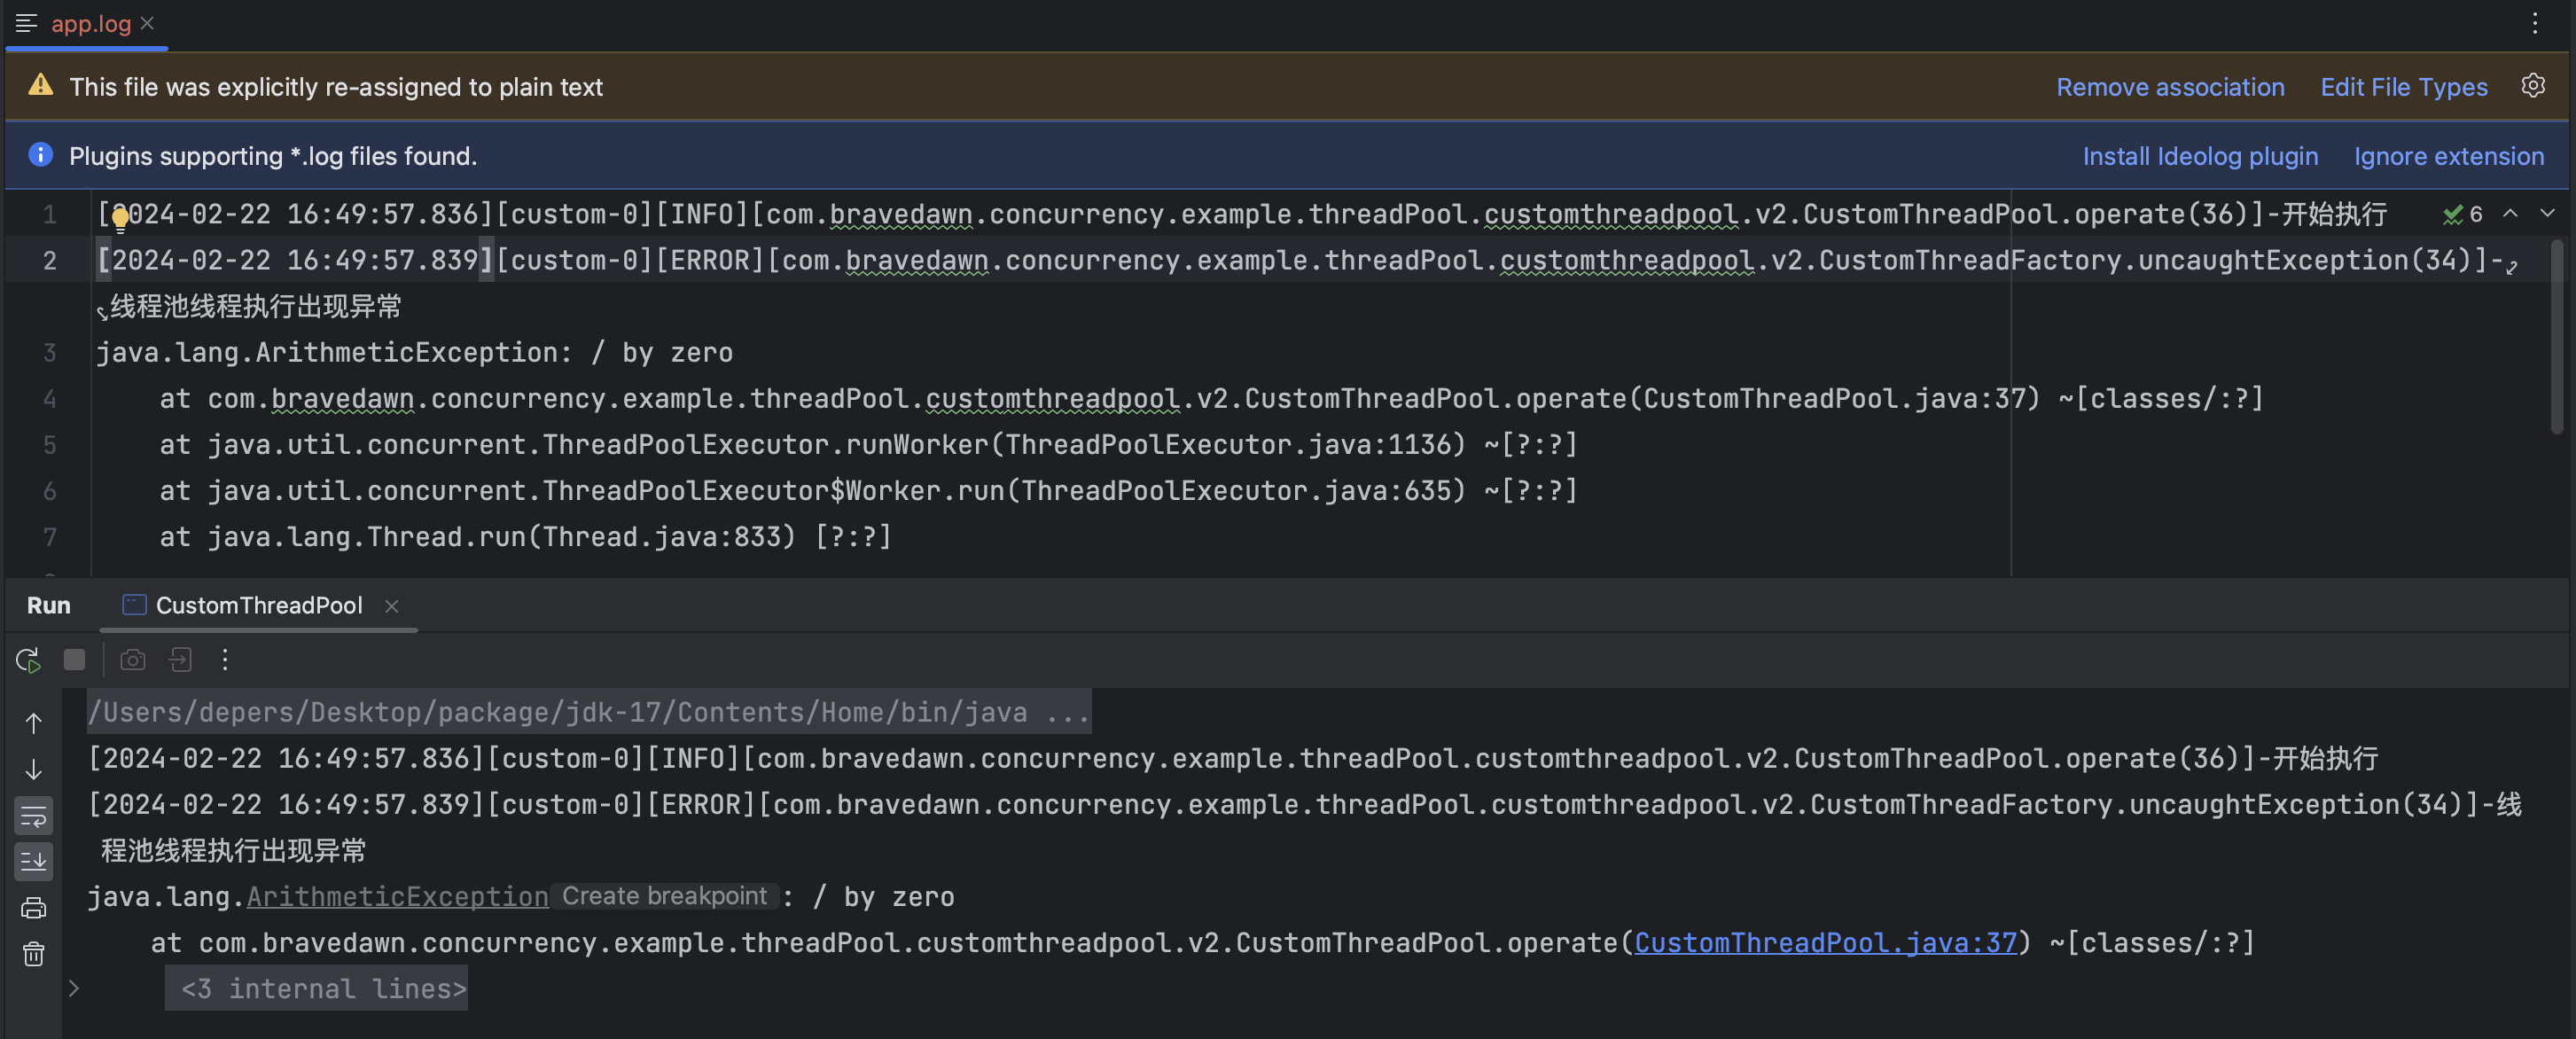 app.log
This file was explicitly re-assigned to plain text Remove association Edit File Types
Plugins supporting *.log files found. Install Ideolog plugin Ignore extension
1 [2024-02-22 16:49:57.836][custom-0][INFO][com.bravedawn.concurrency.example.threadPool.customthreadpool.v2.CustomThreadPool.operate(36)]-开始执行 6
2 [2024-02-22 16:49:57.839][custom-0][ERROR][com.bravedawn.concurrency.example.threadPool.customthreadpool.v2.CustomThreadFactory.uncaughtException(34)]-
线程池线程执行出现异常
3 java.lang.ArithmeticException: / by zero
4 at com.bravedawn.concurrency.example.threadPool.customthreadpool.v2.CustomThreadPool.operate(CustomThreadPool.java:37) ~[classes/:?]
5 at java.util.concurrent.ThreadPoolExecutor.runWorker(ThreadPoolExecutor.java:1136) ~[?:?]
6 at java.util.concurrent.ThreadPoolExecutor$Worker.run(ThreadPoolExecutor.java:635) ~[?:?]
7 at java.lang.Thread.run(Thread.java:833) [?:?]
Run CustomThreadPool
/Users/depers/Desktop/package/jdk-17/Contents/Home/bin/java ...
[2024-02-22 16:49:57.836][custom-0][INFO][com.bravedawn.concurrency.example.threadPool.customthreadpool.v2.CustomThreadPool.operate(36)]-开始执行
[2024-02-22 16:49:57.839][custom-0][ERROR][com.bravedawn.concurrency.example.threadPool.customthreadpool.v2.CustomThreadFactory.uncaughtException(34)]-线
程池线程执行出现异常
java.lang.ArithmeticException Create breakpoint : / by zero
at com.bravedawn.concurrency.example.threadPool.customthreadpool.v2.CustomThreadPool.operate(CustomThreadPool.java:37) ~[classes/:?]
<3 internal lines>